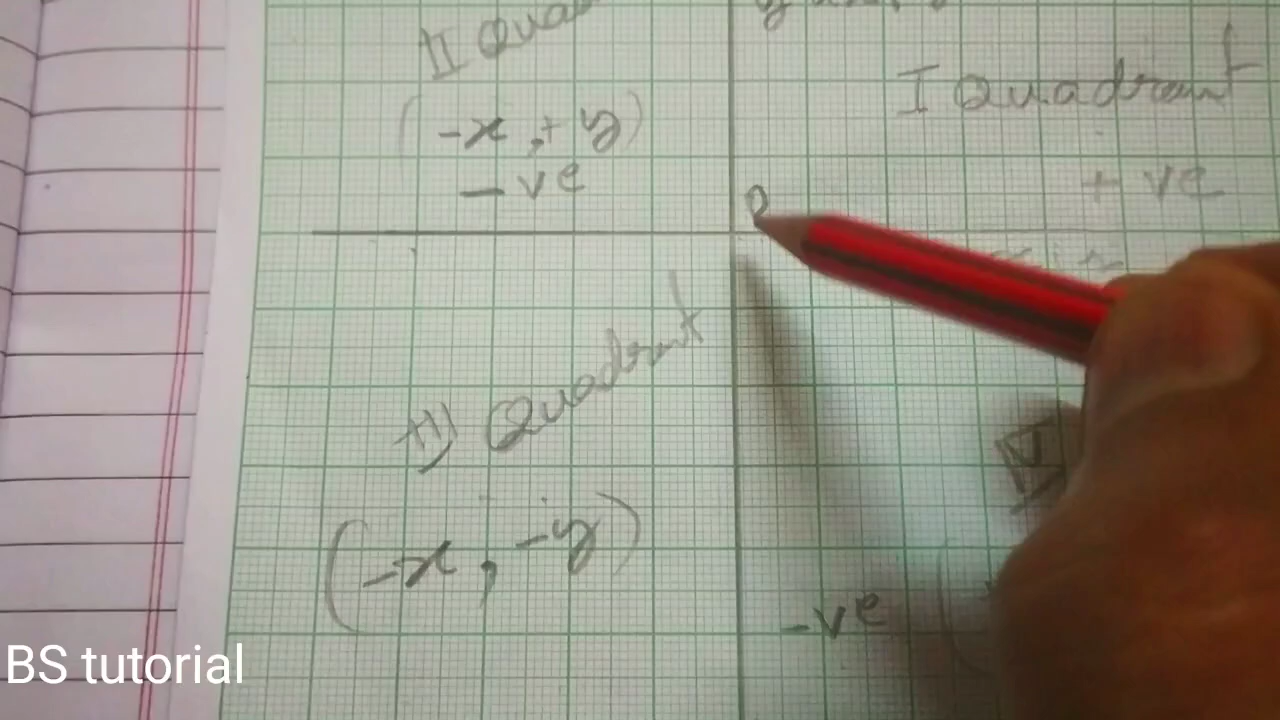 II Quad
I Quadrant
(-x, +y)
-ve
+ ve
O
III Quadrant
IV
(-x, -y)
-ve (
BS tutorial